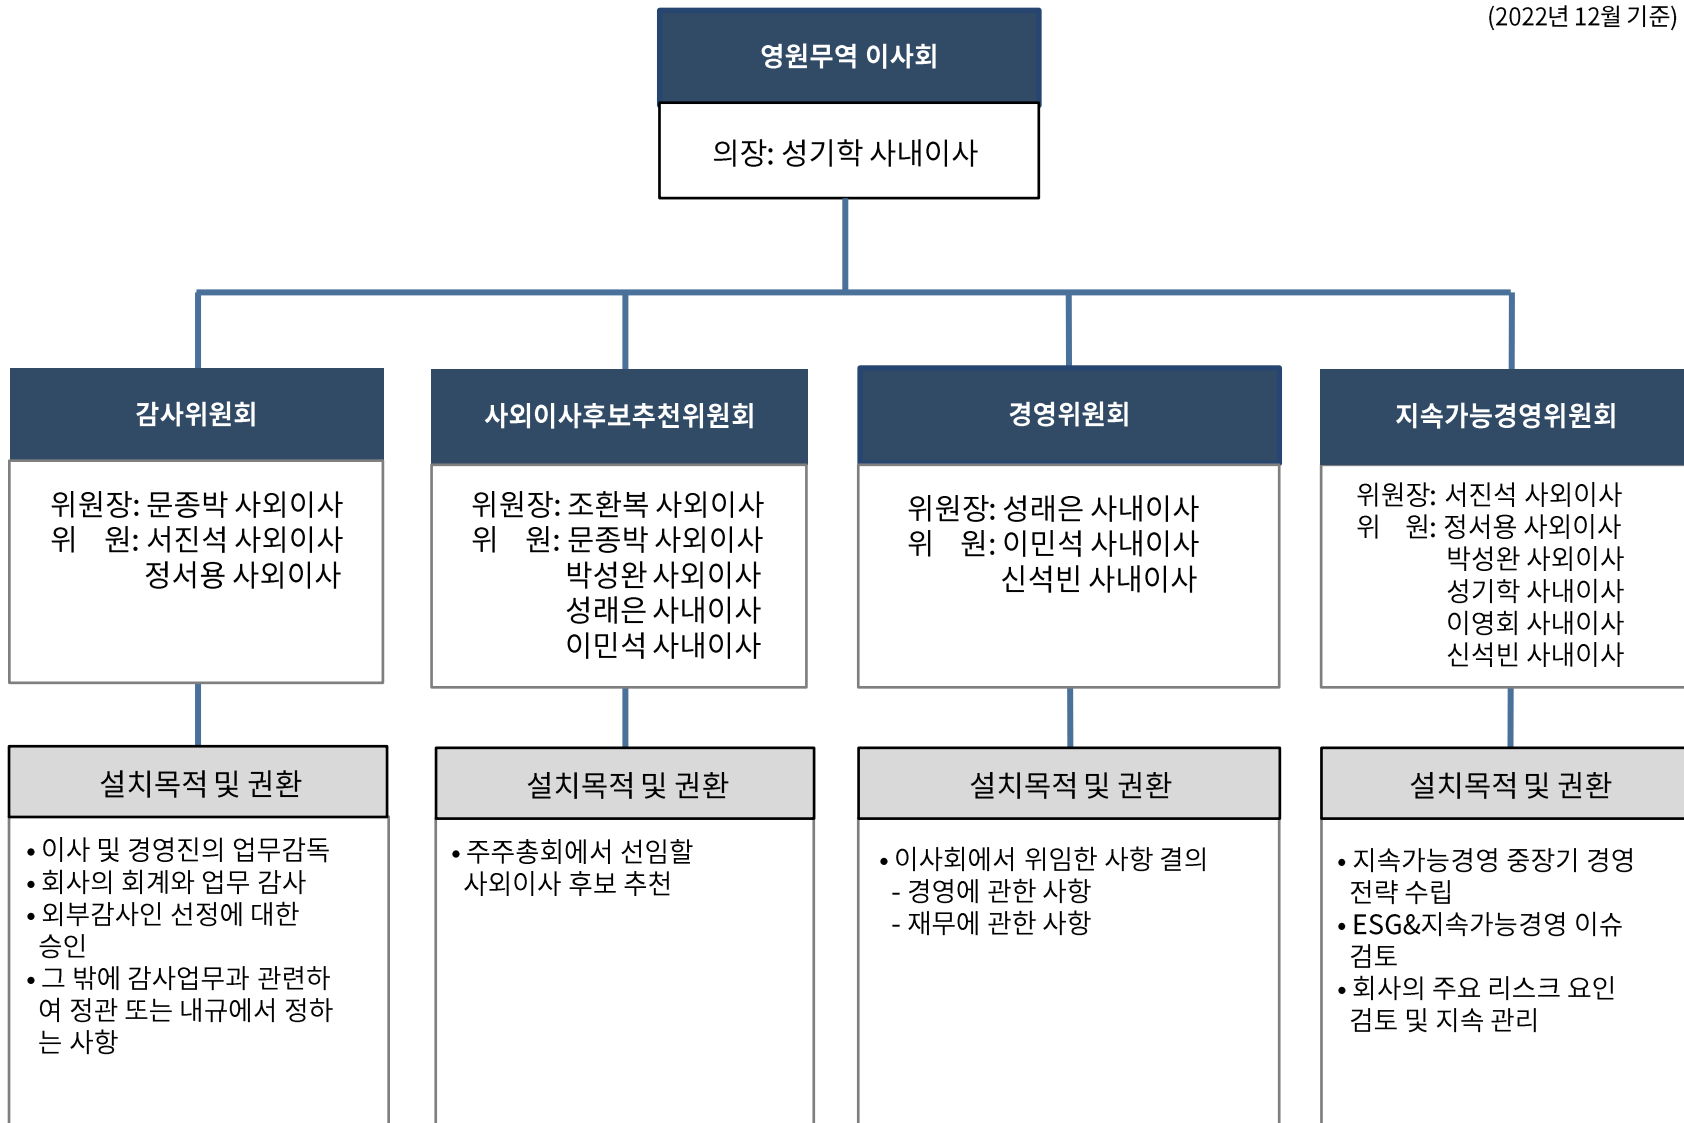 (2022년 12월 기준)
영원무역 이사회
의장: 성기학 사내이사
감사위원회
위원장: 문종박 사외이사
위 원: 서진석 사외이사
정서용 사외이사
설치목적 및 권환
• 이사 및 경영진의 업무감독
• 회사의 회계와 업무 감사
• 외부감사인 선정에 대한
승인
• 그 밖에 감사업무과 관련하
여 정관 또는 내규에서 정하
는 사항
사외이사후보추천위원회
위원장: 조환복 사외이사
위 원: 문종박 사외이사
박성완 사외이사
성래은 사내이사
이민석 사내이사
설치목적 및 권환
• 주주총회에서 선임할
사외이사 후보 추천
경영위원회
위원장: 성래은 사내이사
위 원: 이민석 사내이사
신석빈 사내이사
설치목적 및 권환
• 이사회에서 위임한 사항 결의
- 경영에 관한 사항
- 재무에 관한 사항
지속가능경영위원회
위원장: 서진석 사외이사
위 원: 정서용 사외이사
박성완 사외이사
성기학 사내이사
이영회 사내이사
신석빈 사내이사
설치목적 및 권환
• 지속가능경영 중장기 경영
전략 수립
• ESG&지속가능경영 이슈
검토
• 회사의 주요 리스크 요인
검토 및 지속 관리